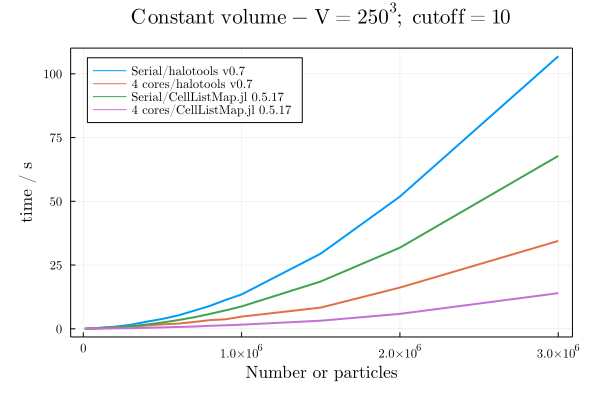 Constant volume − V = 250³; cutoff = 10
Serial/halotools v0.7
4 cores/halotools v0.7
Serial/CellListMap.jl 0.5.17
4 cores/CellListMap.jl 0.5.17
time / s
100
75
50
25
0
0 1.0×10⁶ 2.0×10⁶ 3.0×10⁶
Number or particles